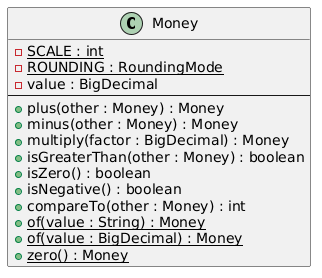 C Money
SCALE : int
ROUNDING : RoundingMode
value : BigDecimal
plus(other : Money) : Money
minus(other : Money) : Money
multiply(factor : BigDecimal) : Money
isGreaterThan(other : Money) : boolean
isZero() : boolean
isNegative() : boolean
compareTo(other : Money) : int
of(value : String) : Money
of(value : BigDecimal) : Money
zero() : Money